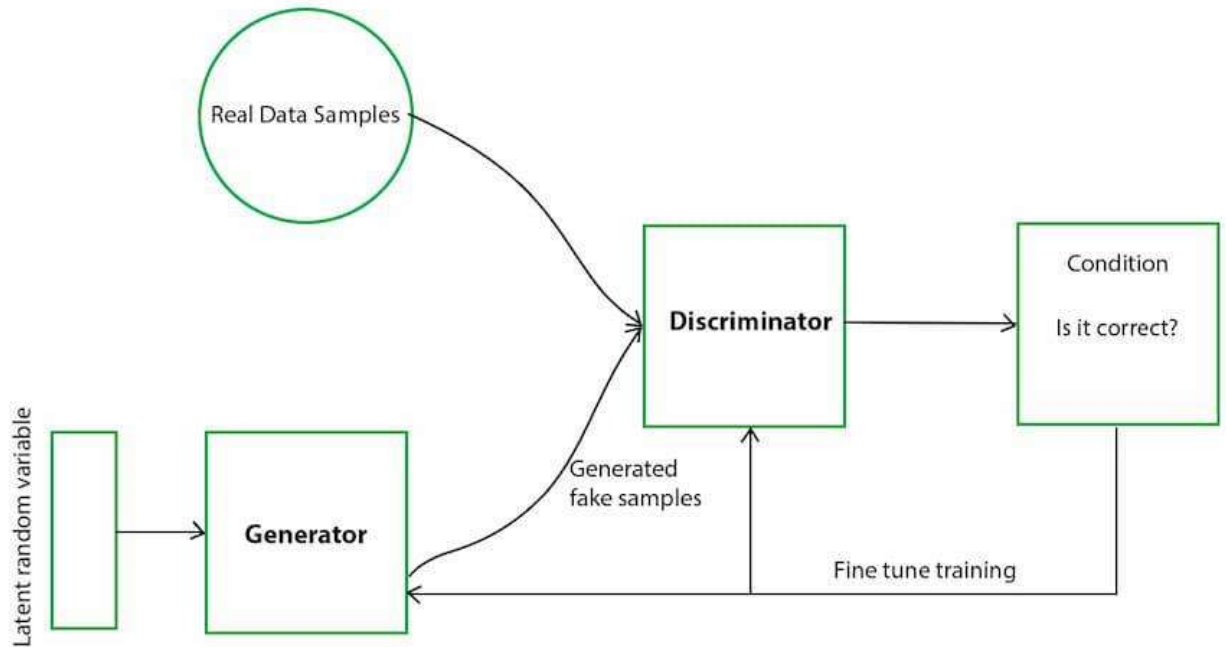 Real Data Samples
Discriminator
Condition
Is it correct?
Latent random variable
Generator
Generated
fake samples
Fine tune training